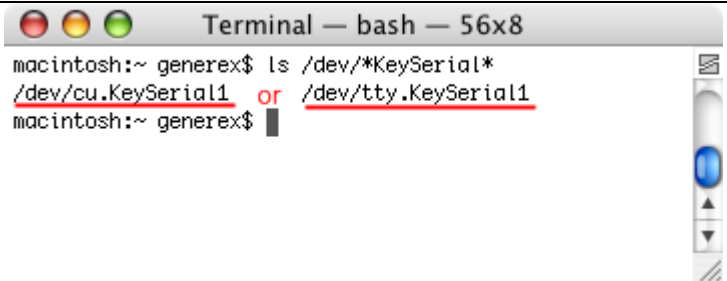 Terminal — bash — 56x8
macintosh:~ generex$ ls /dev/*KeySerial*
/dev/cu.KeySerial1 or /dev/tty.KeySerial1
macintosh:~ generex$